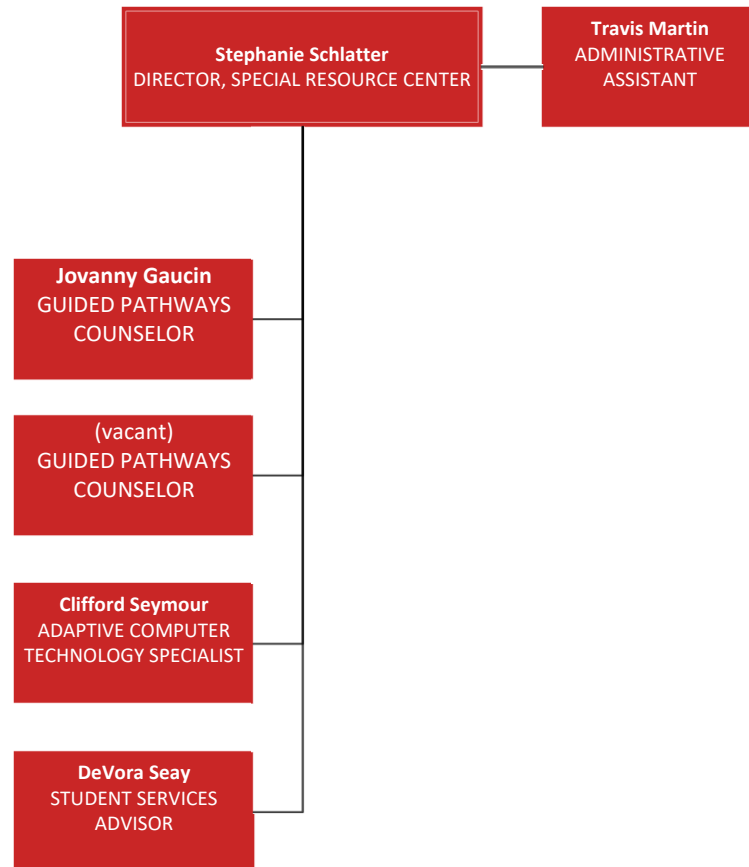 Stephanie Schlatter
DIRECTOR, SPECIAL RESOURCE CENTER
Travis Martin
ADMINISTRATIVE
ASSISTANT
Jovanny Gaucin
GUIDED PATHWAYS
COUNSELOR
(vacant)
GUIDED PATHWAYS
COUNSELOR
Clifford Seymour
ADAPTIVE COMPUTER
TECHNOLOGY SPECIALIST
DeVora Seay
STUDENT SERVICES
ADVISOR